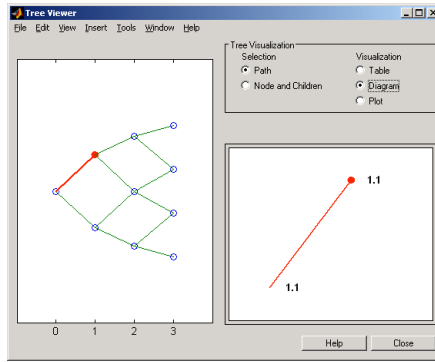 Tree Viewer
File Edit View Insert Tools Window Help
Tree Visualization
Selection
Visualization
Path
Table
Node and Children
Diagram
Plot
1.1
1.1
0 1 2 3
Help
Close